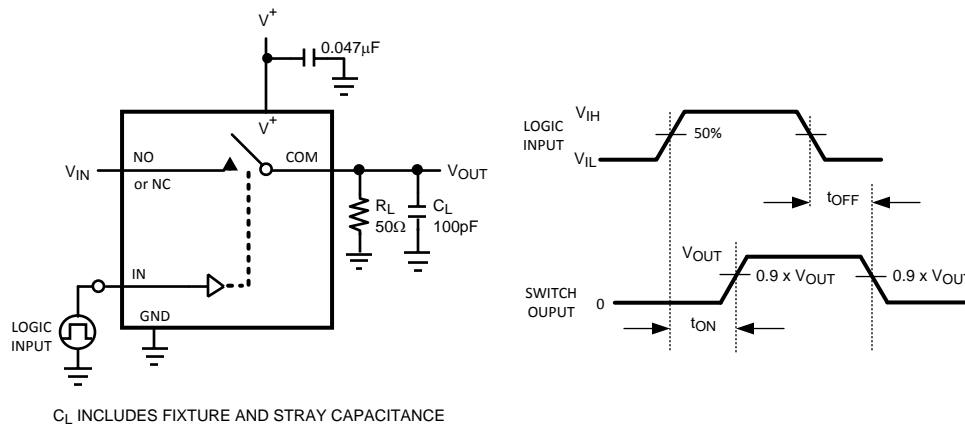 V+
0.047µF
V+
VIN
NO
or NC
COM
VOUT
RL
50Ω
CL
100pF
IN
GND
LOGIC
INPUT
CL INCLUDES FIXTURE AND STRAY CAPACITANCE
LOGIC
INPUT
VIH
VIL
50%
tOFF
SWITCH
OUPUT
VOUT
0
0.9 x VOUT
0.9 x VOUT
tON